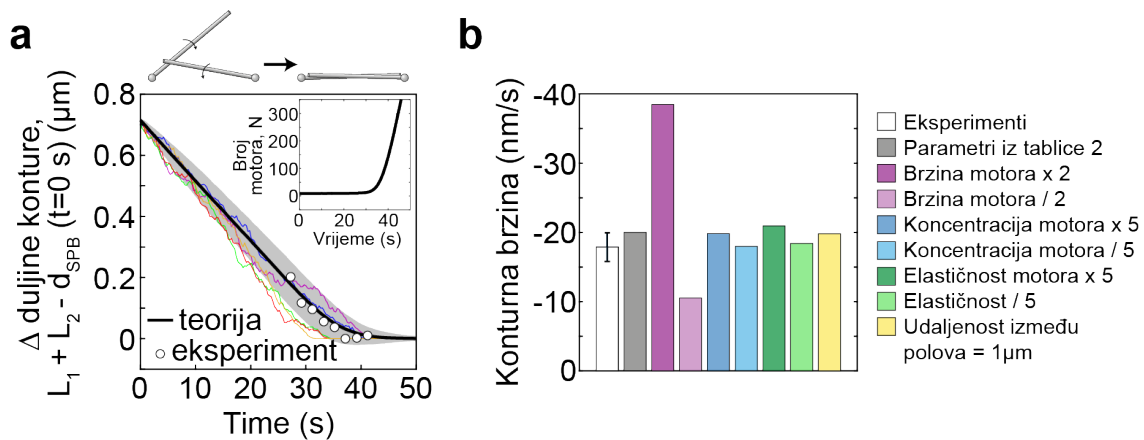 a
Δ duljine konture,
L₁ + L₂ - d_SPB (t=0 s) (µm)
0.8
0.6
0.4
0.2
0
0
10
20
30
40
50
Time (s)
Broj
motora, N
300
200
100
0
0
20
40
Vrijeme (s)
teorija
eksperiment
b
Konturna brzina (nm/s)
-40
-30
-20
-10
0
Eksperimenti
Parametri iz tablice 2
Brzina motora x 2
Brzina motora / 2
Koncentracija motora x 5
Koncentracija motora / 5
Elastičnost motora x 5
Elastičnost / 5
Udaljenost između
polova = 1µm